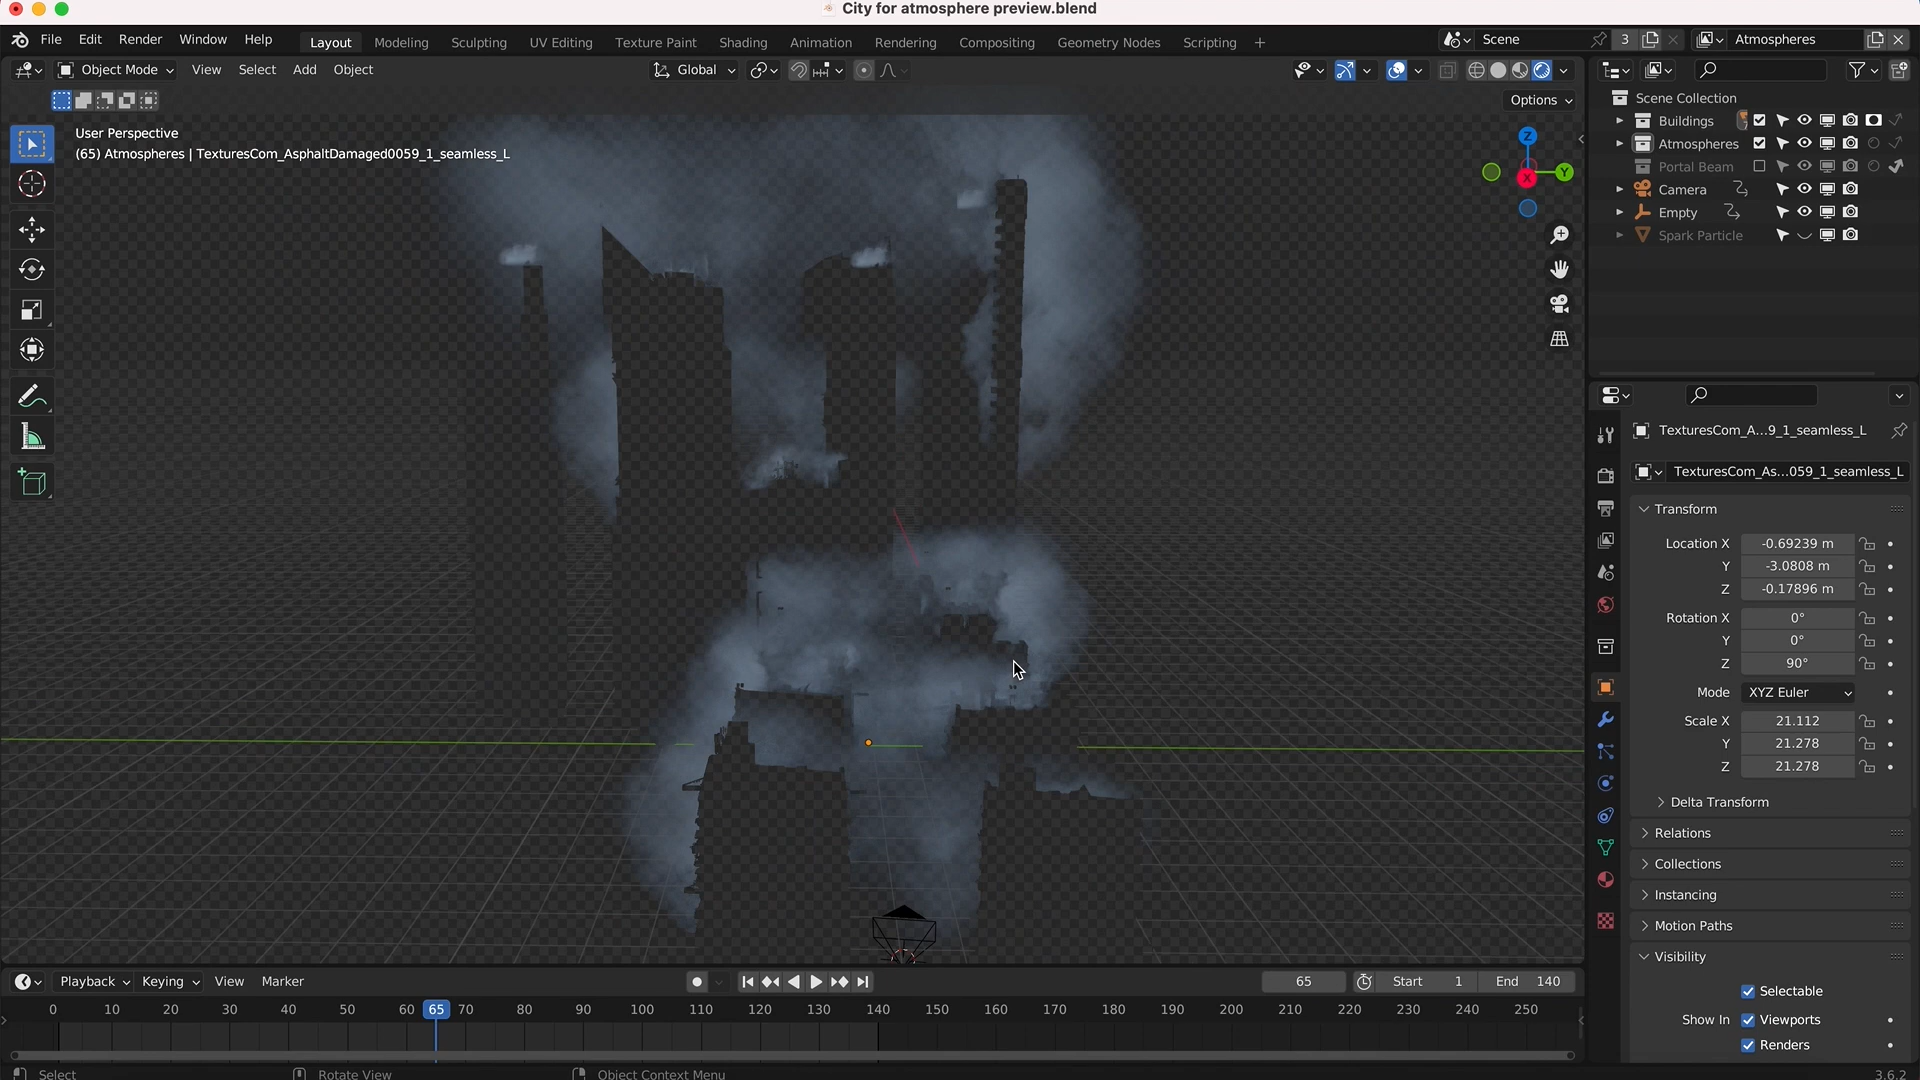 City for atmosphere preview.blend
File Edit Render Window Help Layout Modeling Sculpting UV Editing Texture Paint Shading Animation Rendering Compositing Geometry Nodes Scripting + Scene 3 Atmospheres
Object Mode View Select Add Object Global
Options
User Perspective
(65) Atmospheres | TexturesCom_AsphaltDamaged0059_1_seamless_L
Z
Y
X
Scene Collection
Buildings
Atmospheres
Portal Beam
Camera
Empty
Spark Particle
TexturesCom_A...9_1_seamless_L
TexturesCom_As...059_1_seamless_L
Transform
Location X -0.69239 m
Y -3.0808 m
Z -0.17896 m
Rotation X 0°
Y 0°
Z 90°
Mode XYZ Euler
Scale X 21.112
Y 21.278
Z 21.278
Delta Transform
Relations
Collections
Instancing
Motion Paths
Visibility
Selectable
Show In Viewports
Renders
Playback Keying View Marker 65 Start 1 End 140
0 10 20 30 40 50 60 65 70 80 90 100 110 120 130 140 150 160 170 180 190 200 210 220 230 240 250
Select Rotate View Object Context Menu 3.6.2